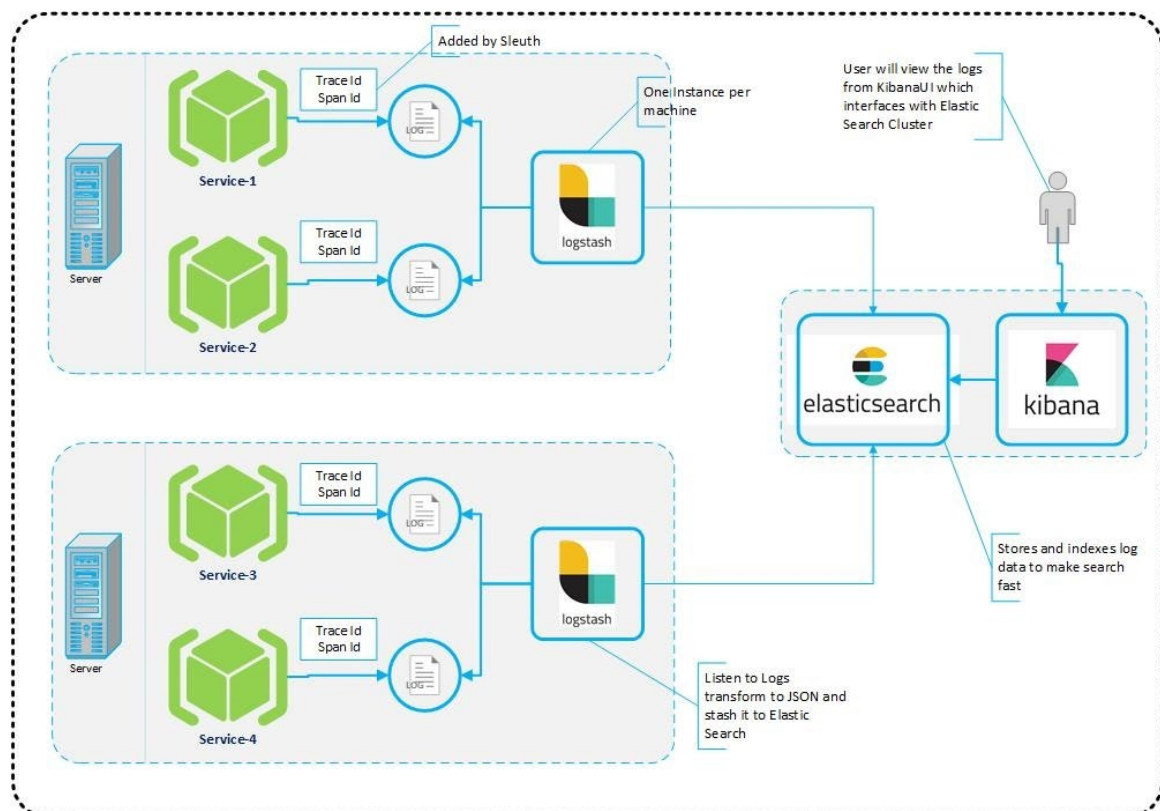 Added by Sleuth
Trace Id
Span Id
LOG
Service-1
One Instance per
machine
logstash
Trace Id
Span Id
LOG
Service-2
Server
User will view the logs
from KibanaUI which
interfaces with Elastic
Search Cluster
elasticsearch
kibana
Stores and indexes log
data to make search
fast
Trace Id
Span Id
LOG
Service-3
logstash
Trace Id
Span Id
LOG
Service-4
Server
Listen to Logs
transform to JSON and
stash it to Elastic
Search